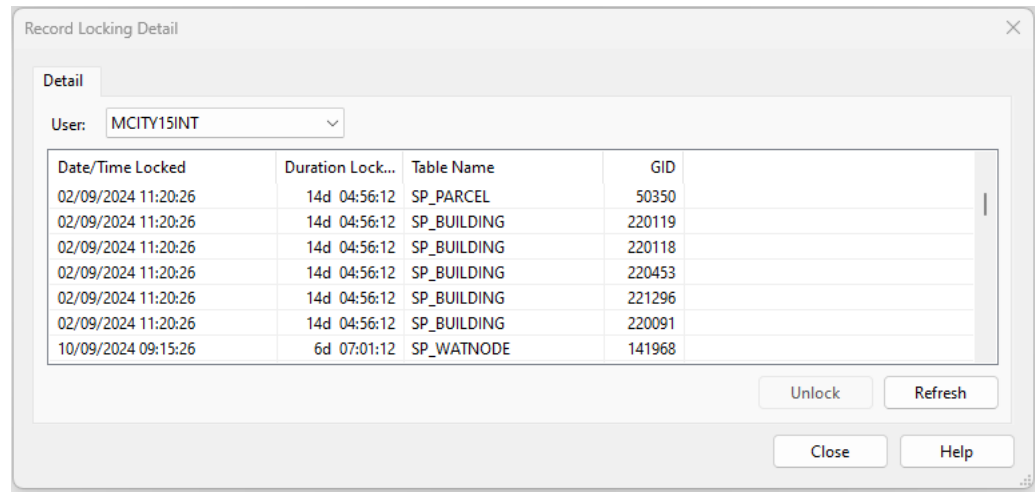 Record Locking Detail
Detail
User: MCITY15INT
Date/Time Locked Duration Lock... Table Name GID
02/09/2024 11:20:26 14d 04:56:12 SP_PARCEL 50350
02/09/2024 11:20:26 14d 04:56:12 SP_BUILDING 220119
02/09/2024 11:20:26 14d 04:56:12 SP_BUILDING 220118
02/09/2024 11:20:26 14d 04:56:12 SP_BUILDING 220453
02/09/2024 11:20:26 14d 04:56:12 SP_BUILDING 221296
02/09/2024 11:20:26 14d 04:56:12 SP_BUILDING 220091
10/09/2024 09:15:26 6d 07:01:12 SP_WATNODE 141968
Unlock Refresh
Close Help